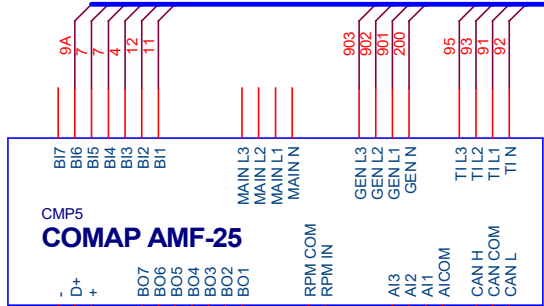 9A
7
7
4
12
11
903
902
901
200
95
93
91
92
BI7
BI6
BI5
BI4
BI3
BI2
BI1
MAIN L3
MAIN L2
MAIN L1
MAIN N
GEN L3
GEN L2
GEN L1
GEN N
TI L3
TI L2
TI L1
TI N
CMP5
COMAP AMF-25
-
D+
+
BO7
BO6
BO5
BO4
BO3
BO2
BO1
RPM COM
RPM IN
AI3
AI2
AI1
AICOM
CAN H
CAN COM
CAN L